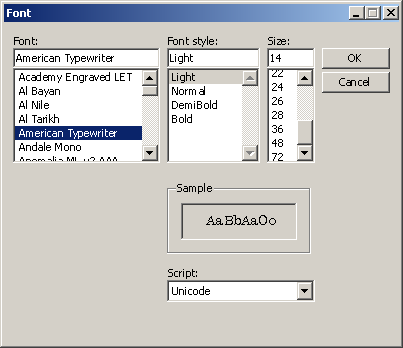 Font
Font:
American Typewriter
Academy Engraved LET
Al Bayan
Al Nile
Al Tarikh
American Typewriter
Andale Mono
Font style:
Light
Light
Normal
DemiBold
Bold
Size:
14
22
24
26
28
36
48
72
OK
Cancel
Sample
AaBbAaOo
Script:
Unicode